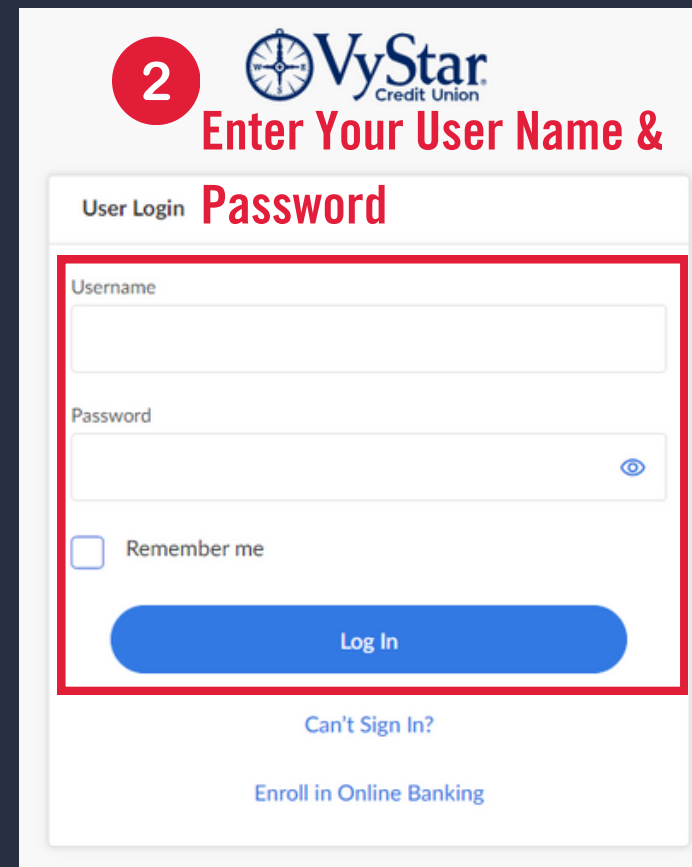 2
VyStar
Credit Union
Enter Your User Name &
Password
User Login
Username
Password
Remember me
Log In
Can't Sign In?
Enroll in Online Banking